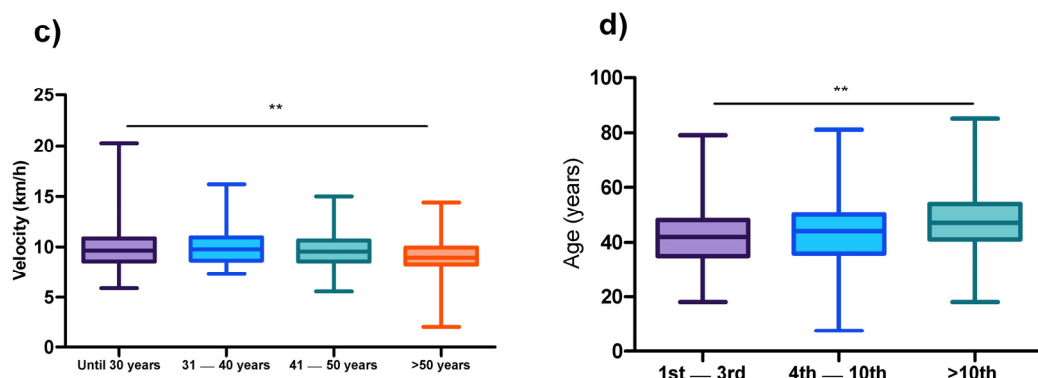 c)
Velocity (km/h)
25
20
15
10
5
0
**
Until 30 years
31 — 40 years
41 — 50 years
>50 years
d)
Age (years)
100
80
60
40
20
0
**
1st — 3rd
4th — 10th
>10th